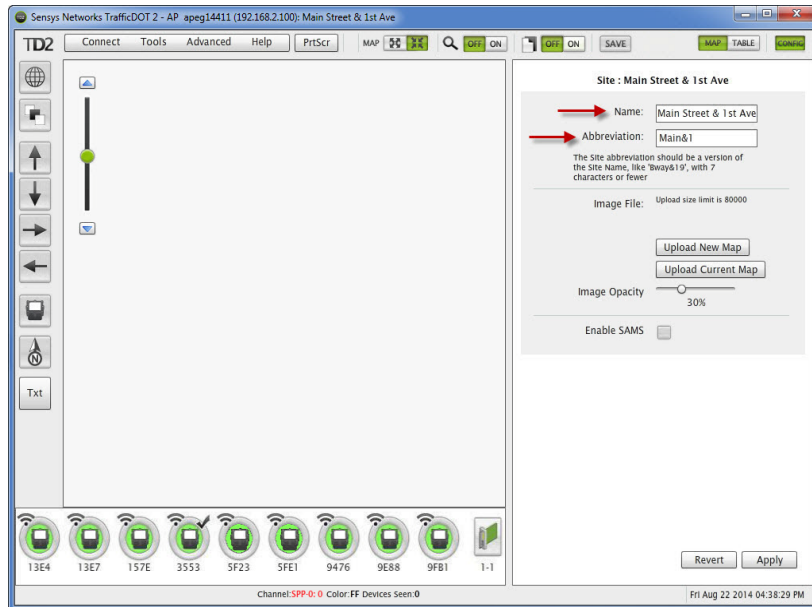 Sensys Networks TrafficDOT 2 - AP apeg14411 (192.168.2.100): Main Street & 1st Ave
TD2 Connect Tools Advanced Help PrtScr MAP OFF ON OFF ON SAVE MAP TABLE CONFIG
Site : Main Street & 1st Ave
Name: Main Street & 1st Ave
Abbreviation: Main&1
The Site abbreviation should be a version of
the Site Name, like 'Bway&19', with 7
characters or fewer
Image File: Upload size limit is 80000
Upload New Map
Upload Current Map
Image Opacity
30%
Enable SAMS
N
Txt
13E4 13E7 157E 3553 5F23 5FE1 9476 9E88 9FB1 1-1
Revert Apply
Channel:SPP-0: 0 Color:FF Devices Seen:0 Fri Aug 22 2014 04:38:29 PM